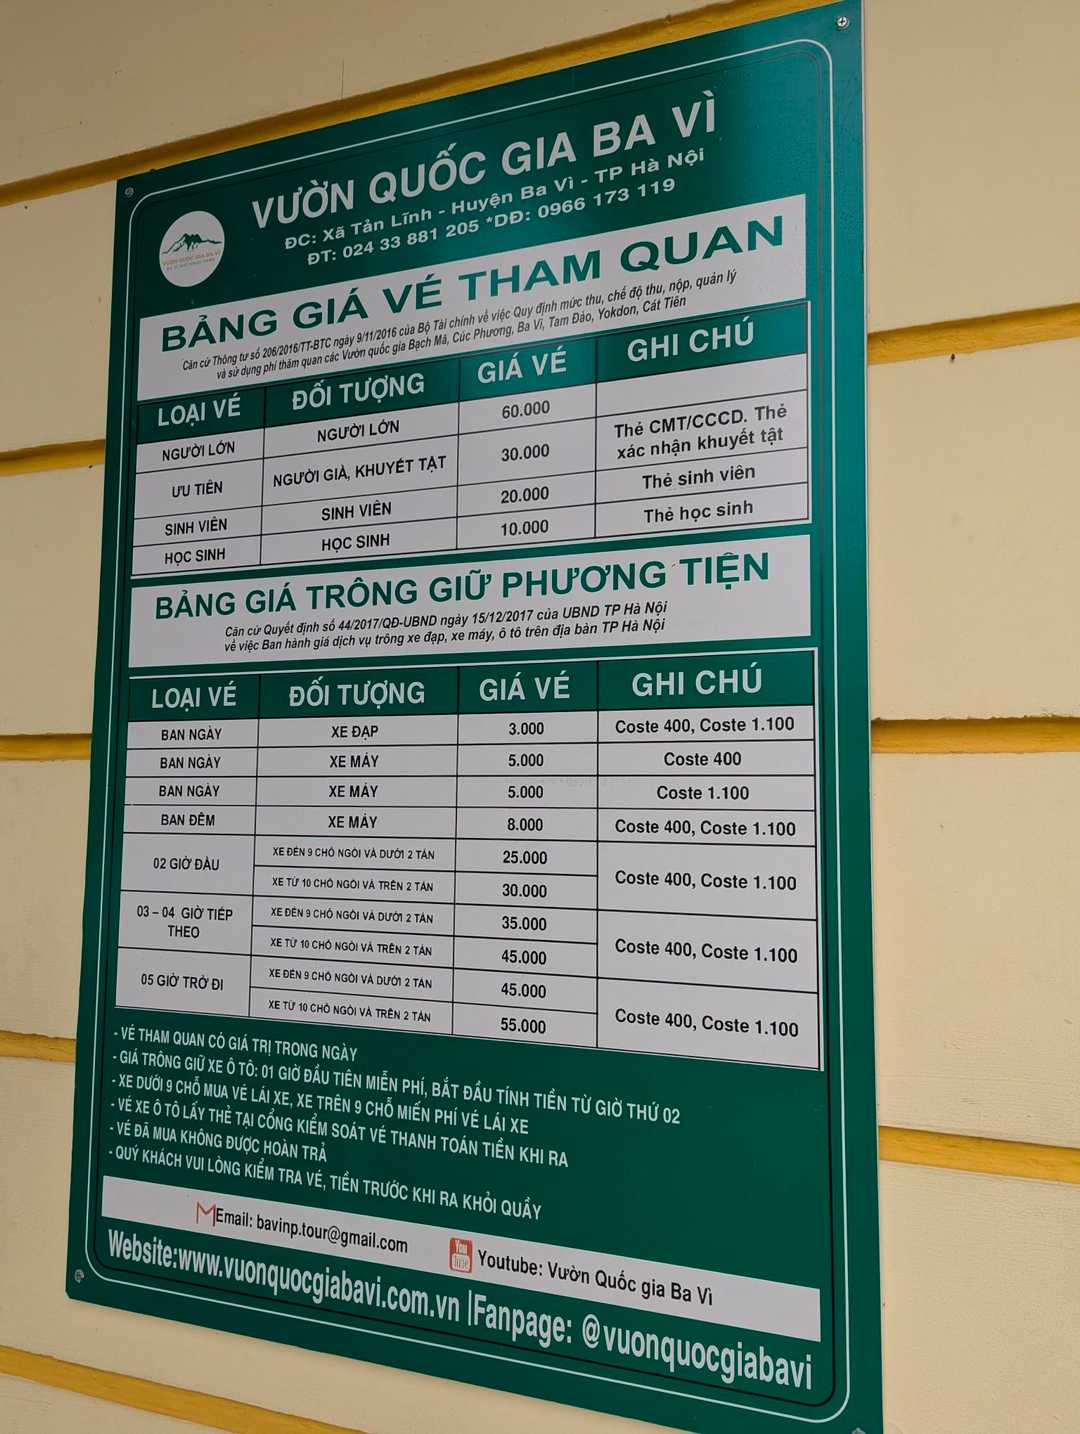 VƯỜN QUỐC GIA BA VÌ
ĐC: Xã Tản Lĩnh - Huyện Ba Vì - TP Hà Nội
ĐT: 024 33 881 205 *DĐ: 0966 173 119
VƯỜN QUỐC GIA BA VÌ
BẢNG GIÁ VÉ THAM QUAN
Căn cứ Thông tư số 206/2016/TT-BTC ngày 9/11/2016 của Bộ Tài chính về việc Quy định mức thu, chế độ thu, nộp, quản lý
và sử dụng phí thăm quan các Vườn quốc gia Bạch Mã, Cúc Phương, Ba Vì, Tam Đảo, Yokdon, Cát Tiên
LOẠI VÉ ĐỐI TƯỢNG GIÁ VÉ GHI CHÚ
NGƯỜI LỚN NGƯỜI LỚN 60.000
ƯU TIÊN NGƯỜI GIÀ, KHUYẾT TẬT 30.000 Thẻ CMT/CCCD. Thẻ
xác nhận khuyết tật
SINH VIÊN SINH VIÊN 20.000 Thẻ sinh viên
HỌC SINH HỌC SINH 10.000 Thẻ học sinh
BẢNG GIÁ TRÔNG GIỮ PHƯƠNG TIỆN
Căn cứ Quyết định số 44/2017/QĐ-UBND ngày 15/12/2017 của UBND TP Hà Nội
về việc Ban hành giá dịch vụ trông xe đạp, xe máy, ô tô trên địa bàn TP Hà Nội
LOẠI VÉ ĐỐI TƯỢNG GIÁ VÉ GHI CHÚ
BAN NGÀY XE ĐẠP 3.000 Coste 400, Coste 1.100
BAN NGÀY XE MÁY 5.000 Coste 400
BAN NGÀY XE MÁY 5.000 Coste 1.100
BAN ĐÊM XE MÁY 8.000 Coste 400, Coste 1.100
02 GIỜ ĐẦU XE ĐẾN 9 CHỖ NGỒI VÀ DƯỚI 2 TẤN 25.000 Coste 400, Coste 1.100
XE TỪ 10 CHỖ NGỒI VÀ TRÊN 2 TẤN 30.000
03 – 04 GIỜ TIẾP
THEO XE ĐẾN 9 CHỖ NGỒI VÀ DƯỚI 2 TẤN 35.000 Coste 400, Coste 1.100
XE TỪ 10 CHỖ NGỒI VÀ TRÊN 2 TẤN 45.000
05 GIỜ TRỞ ĐI XE ĐẾN 9 CHỖ NGỒI VÀ DƯỚI 2 TẤN 45.000 Coste 400, Coste 1.100
XE TỪ 10 CHỖ NGỒI VÀ TRÊN 2 TẤN 55.000
- VÉ THAM QUAN CÓ GIÁ TRỊ TRONG NGÀY
- GIÁ TRÔNG GIỮ XE Ô TÔ: 01 GIỜ ĐẦU TIÊN MIỄN PHÍ, BẮT ĐẦU TÍNH TIỀN TỪ GIỜ THỨ 02
- XE DƯỚI 9 CHỖ MUA VÉ LÁI XE, XE TRÊN 9 CHỖ MIỄN PHÍ VÉ LÁI XE
- VÉ XE Ô TÔ LẤY THẺ TẠI CỔNG KIỂM SOÁT VÉ THANH TOÁN TIỀN KHI RA
- VÉ ĐÃ MUA KHÔNG ĐƯỢC HOÀN TRẢ
- QUÝ KHÁCH VUI LÒNG KIỂM TRA VÉ, TIỀN TRƯỚC KHI RA KHỎI QUẦY
Email: bavinp.tour@gmail.com You Tube Youtube: Vườn Quốc gia Ba Vì
Website:www.vuonquocgiabavi.com.vn |Fanpage: @vuonquocgiabavi